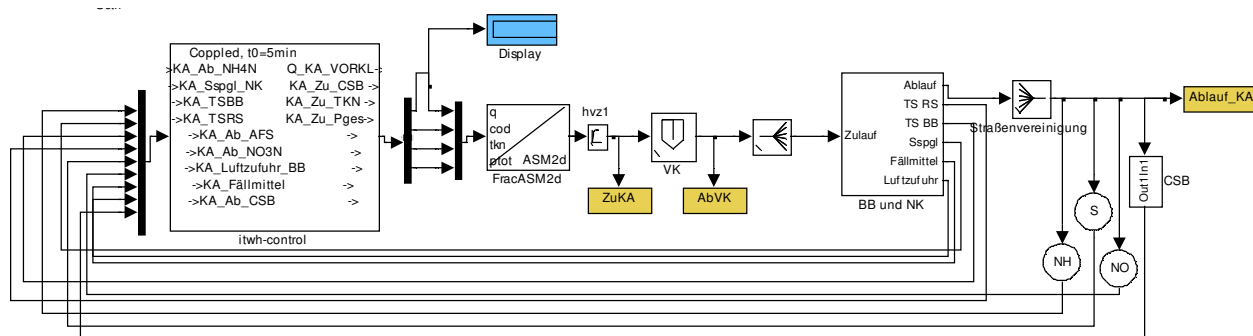 Display
Coppled, t0=5min
->KA_Ab_NH4N
Q_KA_VORKL->
->KA_Sspgl_NK
KA_Zu_CSB ->
->KA_TSBB
KA_Zu_TKN ->
->KA_TSRS
KA_Zu_Pges->
->KA_Ab_AFS
->
->KA_Ab_NO3N
->
->KA_Luftzufuhr_BB
->
->KA_Fällmittel
->
->KA_Ab_CSB
->
itwh-control
q
cod
tkn
ptot
ASM2d
FracASM2d
hvz1
VK
ZuKA
AbVK
Zulauf
Ablauf
TS RS
TS BB
Sspgl
Fällmittel
Luftzufuhr
BB und NK
Straßenvereinigung
Ablauf_KA
Out1In1
CSB
S
NH
NO